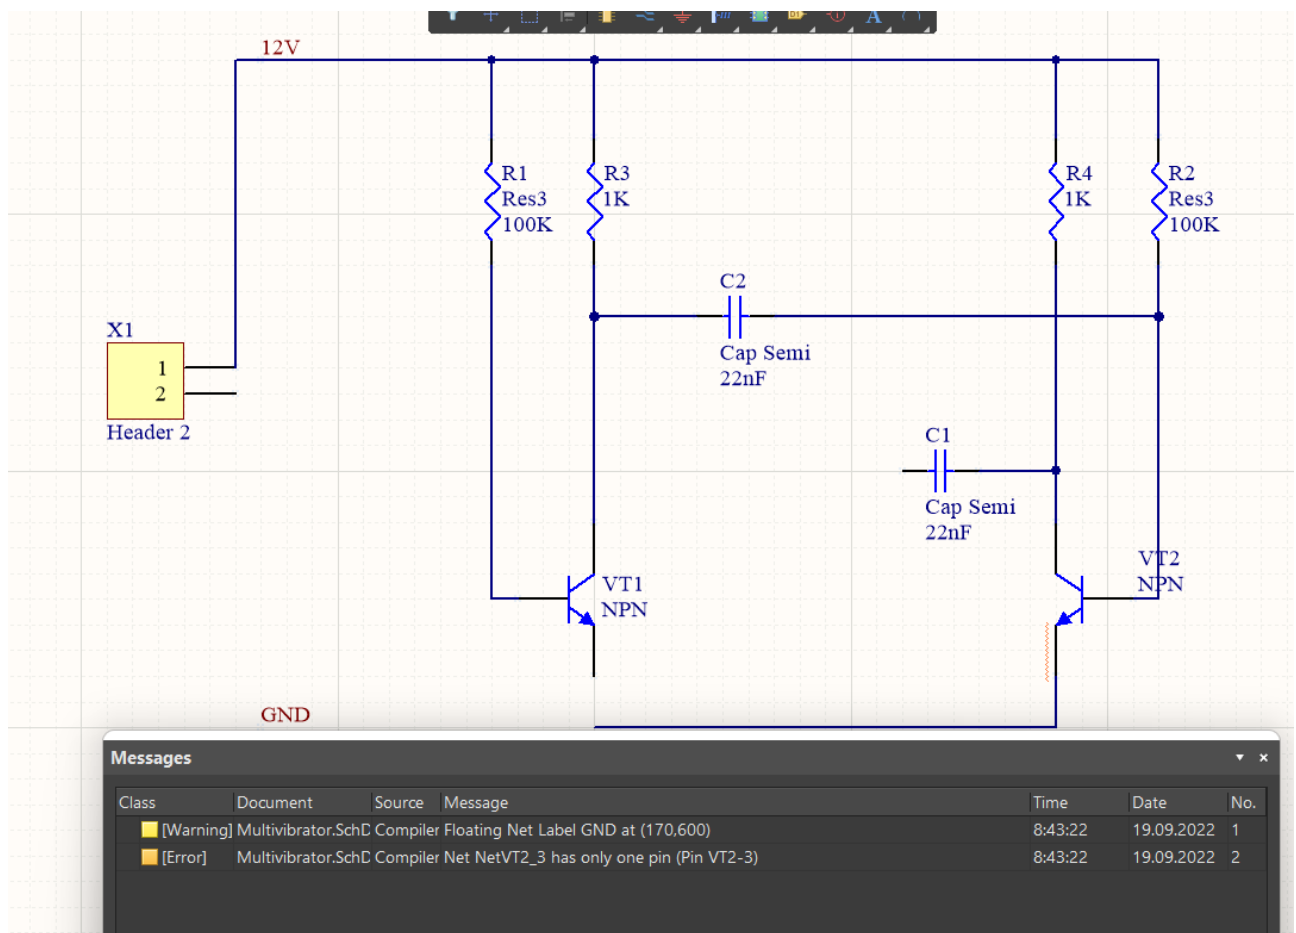 12V
R1
Res3
100K
R3
1K
R4
1K
R2
Res3
100K
C2
Cap Semi
22nF
X1
1
2
Header 2
C1
Cap Semi
22nF
VT1
NPN
VT2
NPN
GND
Messages
Class Document Source Message Time Date No.
[Warning] Multivibrator.SchD Compiler Floating Net Label GND at (170,600) 8:43:22 19.09.2022 1
[Error] Multivibrator.SchD Compiler Net NetVT2_3 has only one pin (Pin VT2-3) 8:43:22 19.09.2022 2